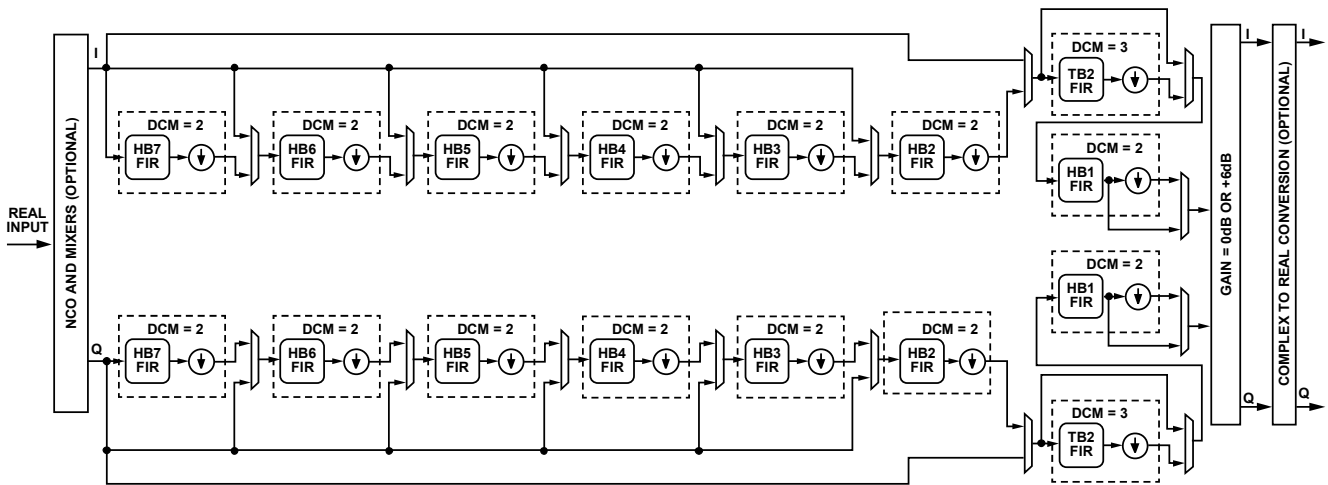 NCO AND MIXERS (OPTIONAL)
REAL
INPUT
I
DCM = 2
HB7
FIR
DCM = 2
HB6
FIR
DCM = 2
HB5
FIR
DCM = 2
HB4
FIR
DCM = 2
HB3
FIR
DCM = 2
HB2
FIR
DCM = 3
TB2
FIR
DCM = 2
HB1
FIR
DCM = 2
HB1
FIR
Q
DCM = 2
HB7
FIR
DCM = 2
HB6
FIR
DCM = 2
HB5
FIR
DCM = 2
HB4
FIR
DCM = 2
HB3
FIR
DCM = 2
HB2
FIR
DCM = 3
TB2
FIR
GAIN = 0dB OR +6dB
I
Q
COMPLEX TO REAL CONVERSION (OPTIONAL)
I
Q